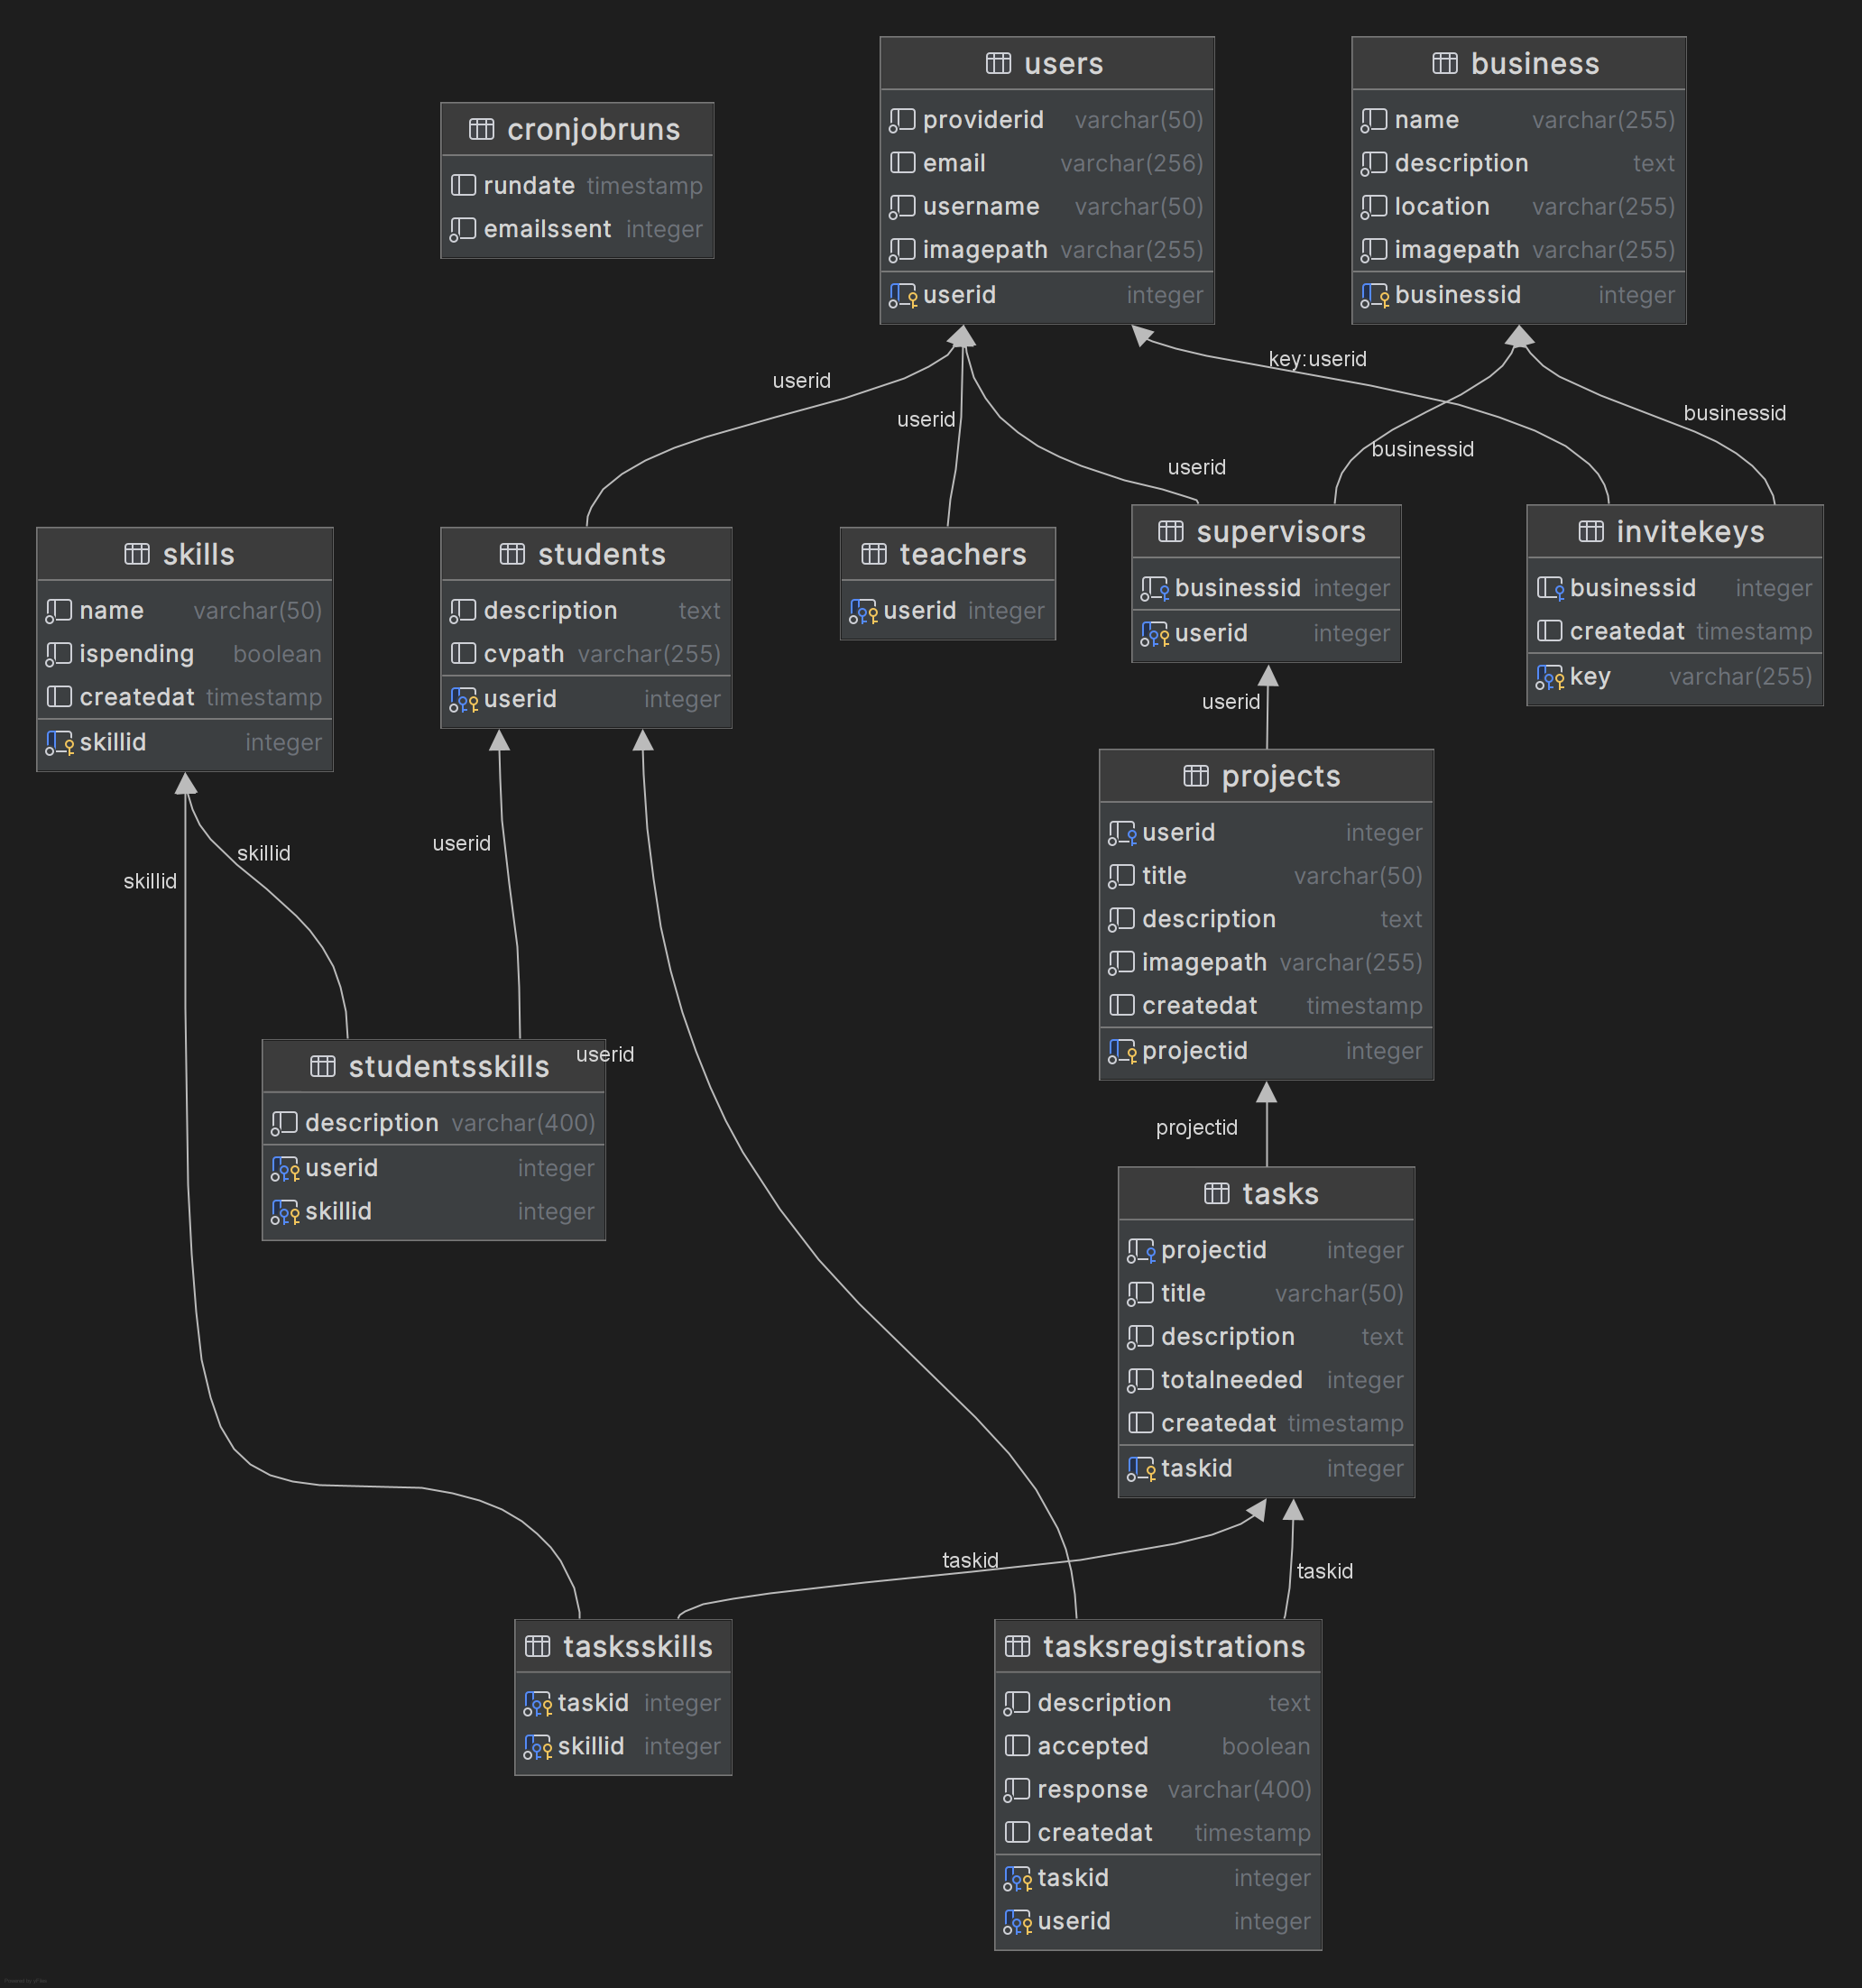 users
providerid varchar(50)
email varchar(256)
username varchar(50)
imagepath varchar(255)
userid integer
business
name varchar(255)
description text
location varchar(255)
imagepath varchar(255)
businessid integer
cronjobruns
rundate timestamp
emailssent integer
key:userid
userid
userid
userid
businessid
businessid
skills
name varchar(50)
ispending boolean
createdat timestamp
skillid integer
students
description text
cvpath varchar(255)
userid integer
teachers
userid integer
supervisors
businessid integer
userid integer
invitekeys
businessid integer
createdat timestamp
key varchar(255)
userid
projects
userid integer
title varchar(50)
description text
imagepath varchar(255)
createdat timestamp
projectid integer
skillid
skillid
userid
userid
studentsskills
description varchar(400)
userid integer
skillid integer
projectid
tasks
projectid integer
title varchar(50)
description text
totalneeded integer
createdat timestamp
taskid integer
taskid
taskid
tasksskills
taskid integer
skillid integer
tasksregistrations
description text
accepted boolean
response varchar(400)
createdat timestamp
taskid integer
userid integer